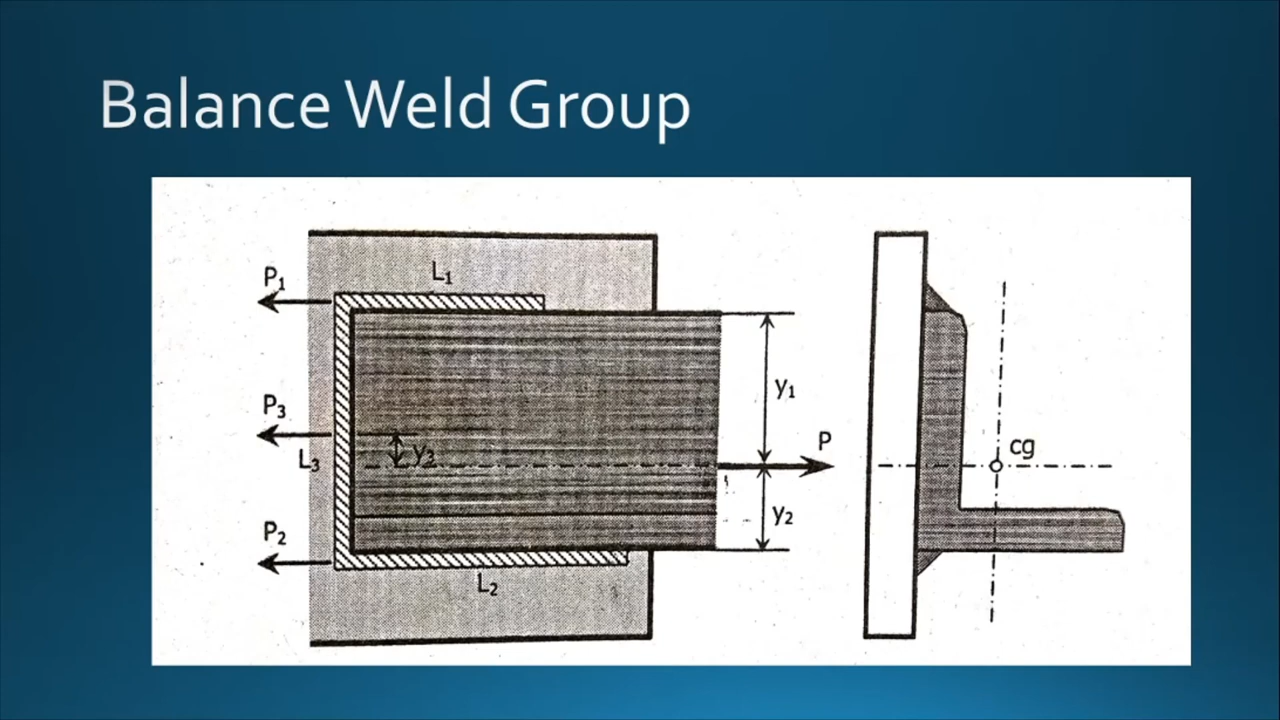 Balance Weld Group
P₁
L₁
y₁
P₃
P
cg
L₃
y₃
y₂
P₂
L₂